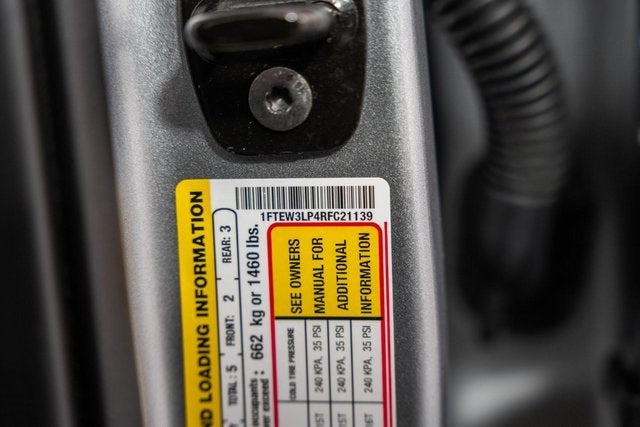 1FTEW3LP4RFC21139
ND LOADING INFORMATION
TOTAL: 5 FRONT: 2 REAR: 3
occupants
exceed: 662 kg or 1460 lbs.
SEE OWNERS
MANUAL FOR
ADDITIONAL
INFORMATION
COLD TIRE PRESSURE
240 KPA, 35 PSI
240 KPA, 35 PSI
240 KPA, 35 PSI